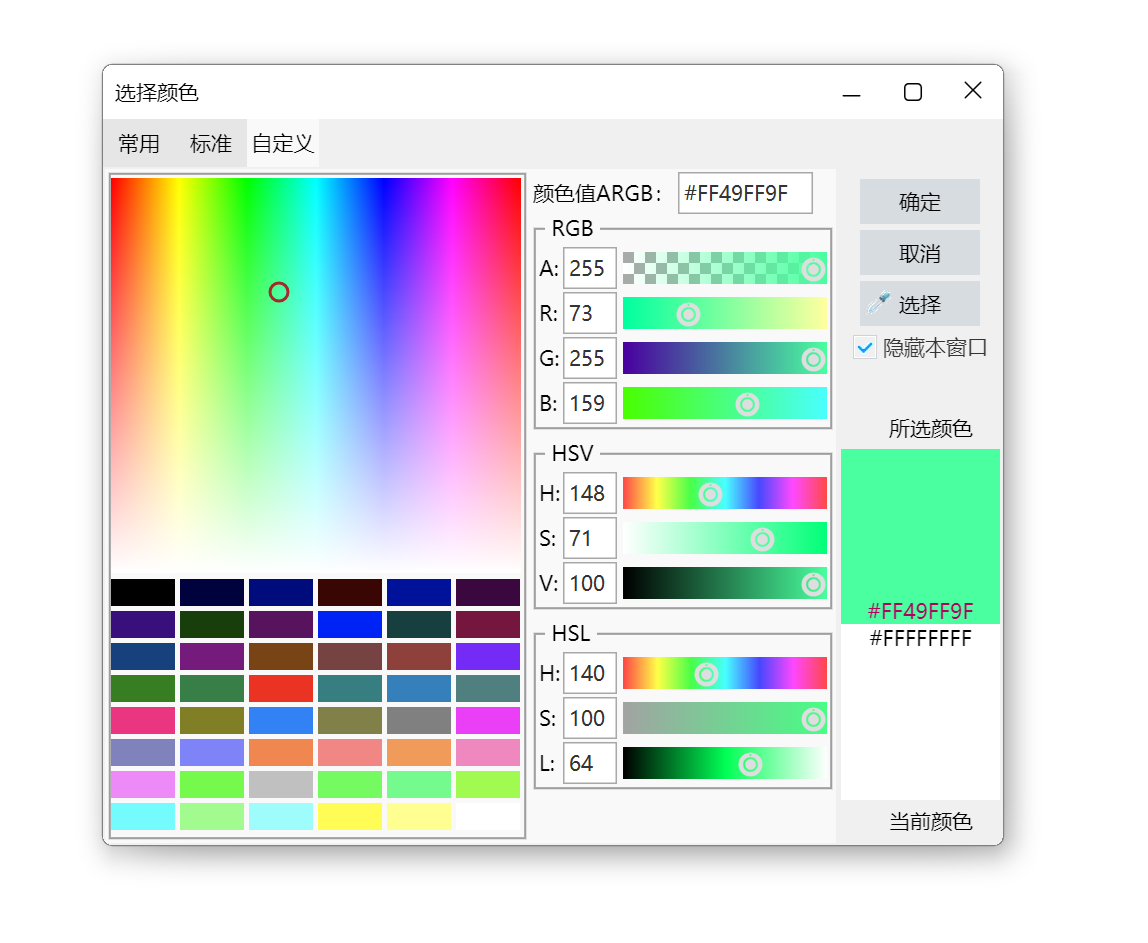 选择颜色
常用 标准 自定义
颜色值ARGB： #FF49FF9F
RGB
A: 255
R: 73
G: 255
B: 159
HSV
H: 148
S: 71
V: 100
HSL
H: 140
S: 100
L: 64
确定
取消
选择
隐藏本窗口
所选颜色
#FF49FF9F
#FFFFFFFF
当前颜色